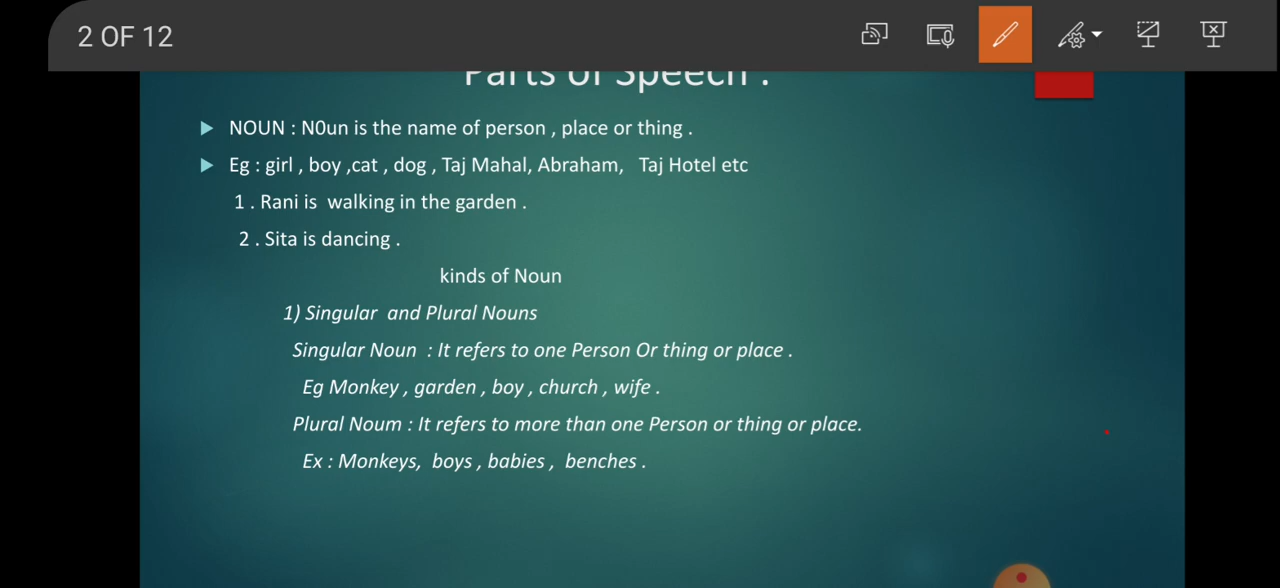 2 OF 12
Parts of Speech .
NOUN : N0un is the name of person , place or thing .
Eg : girl , boy ,cat , dog , Taj Mahal, Abraham, Taj Hotel etc
1 . Rani is walking in the garden .
2 . Sita is dancing .
kinds of Noun
1) Singular and Plural Nouns
Singular Noun : It refers to one Person Or thing or place .
Eg Monkey , garden , boy , church , wife .
Plural Noum : It refers to more than one Person or thing or place.
Ex : Monkeys, boys , babies , benches .